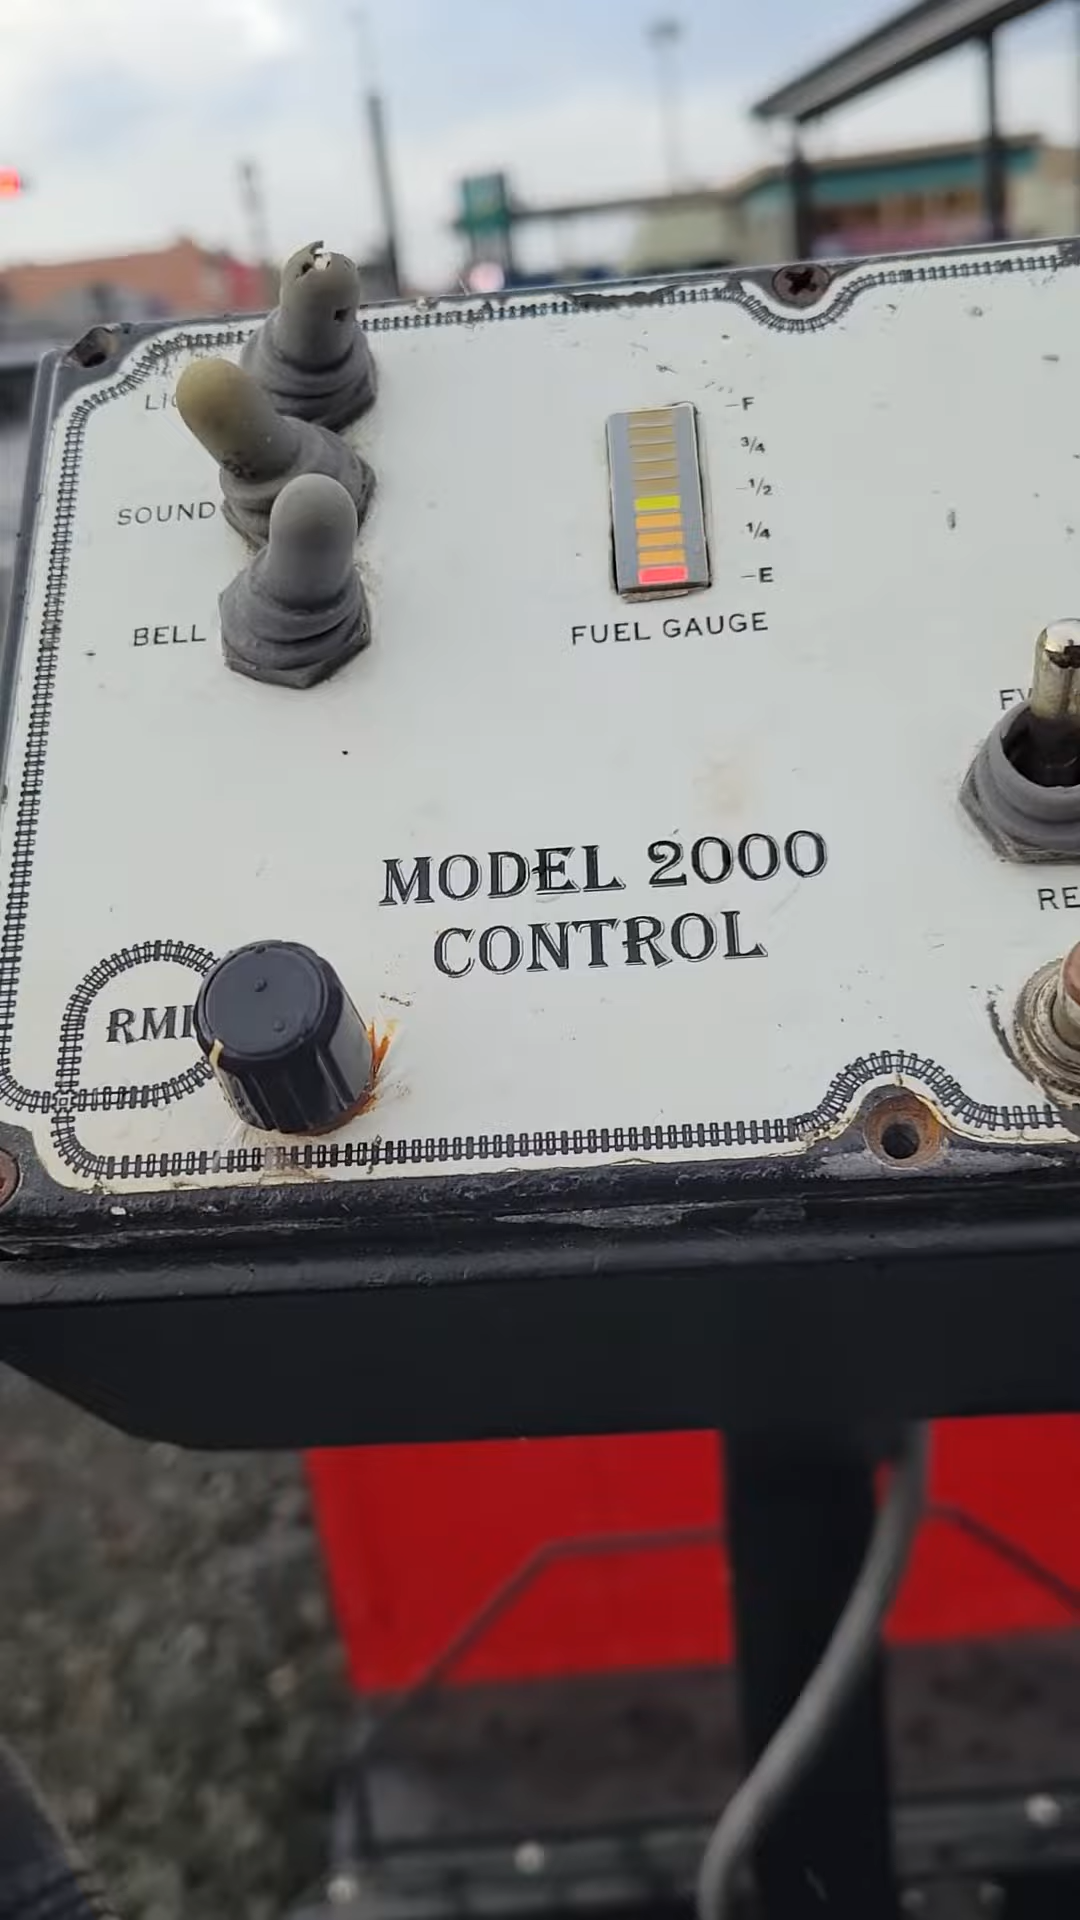 SOUND
BELL
F
3/4
1/2
1/4
E
FUEL GAUGE
MODEL 2000
CONTROL